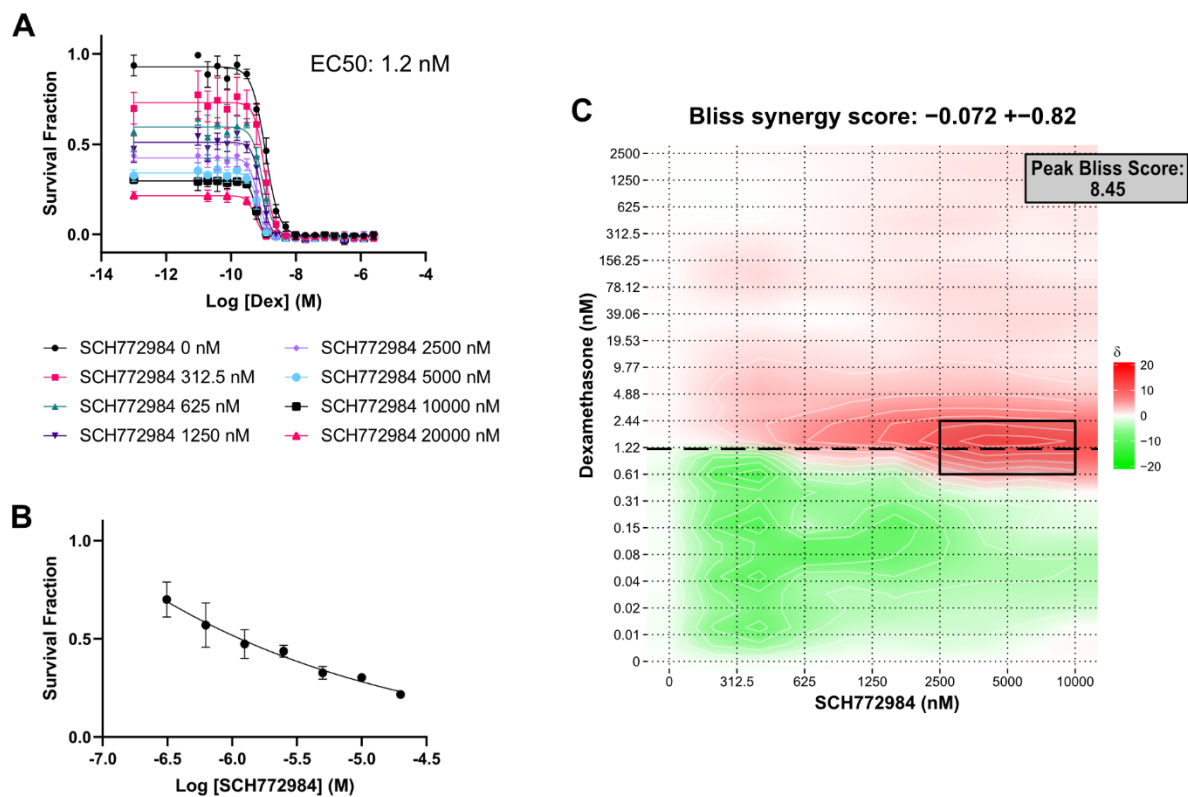 A
1.0
0.5
0.0
Survival Fraction
EC50: 1.2 nM
-14
-12
-10
-8
-6
-4
Log [Dex] (M)
SCH772984 0 nM
SCH772984 312.5 nM
SCH772984 625 nM
SCH772984 1250 nM
SCH772984 2500 nM
SCH772984 5000 nM
SCH772984 10000 nM
SCH772984 20000 nM
B
1.0
0.5
0.0
Survival Fraction
-7.0
-6.5
-6.0
-5.5
-5.0
-4.5
Log [SCH772984] (M)
C
Bliss synergy score: −0.072 +−0.82
Peak Bliss Score:
8.45
2500
1250
625
312.5
156.25
78.12
39.06
19.53
9.77
4.88
2.44
1.22
0.61
0.31
0.15
0.08
0.04
0.02
0.01
0
Dexamethasone (nM)
0
312.5
625
1250
2500
5000
10000
SCH772984 (nM)
δ
20
10
0
−10
−20